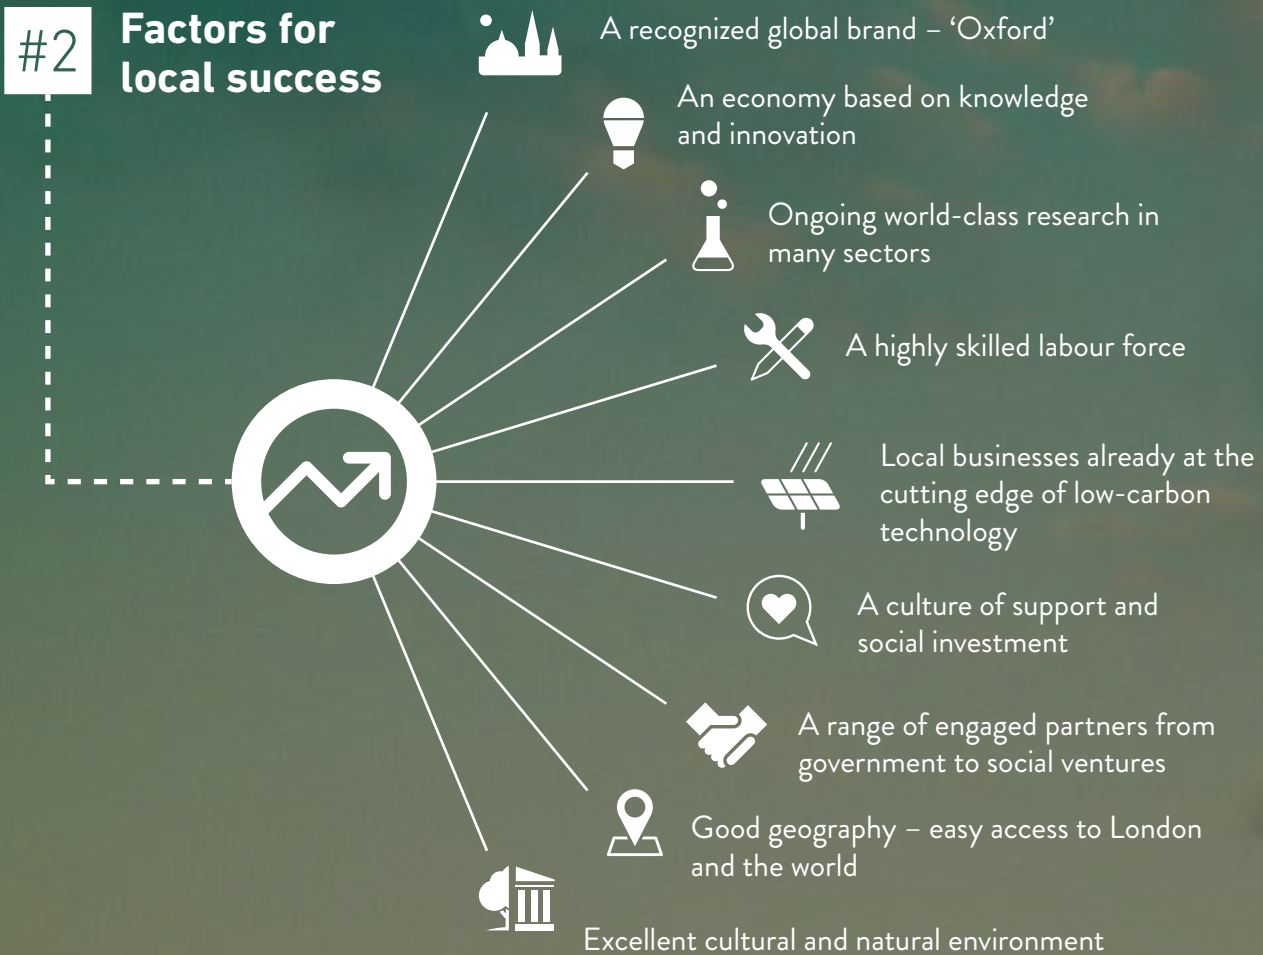 #2
Factors for
local success
A recognized global brand – ‘Oxford’
An economy based on knowledge
and innovation
Ongoing world-class research in
many sectors
A highly skilled labour force
Local businesses already at the
cutting edge of low-carbon
technology
A culture of support and
social investment
A range of engaged partners from
government to social ventures
Good geography – easy access to London
and the world
Excellent cultural and natural environment